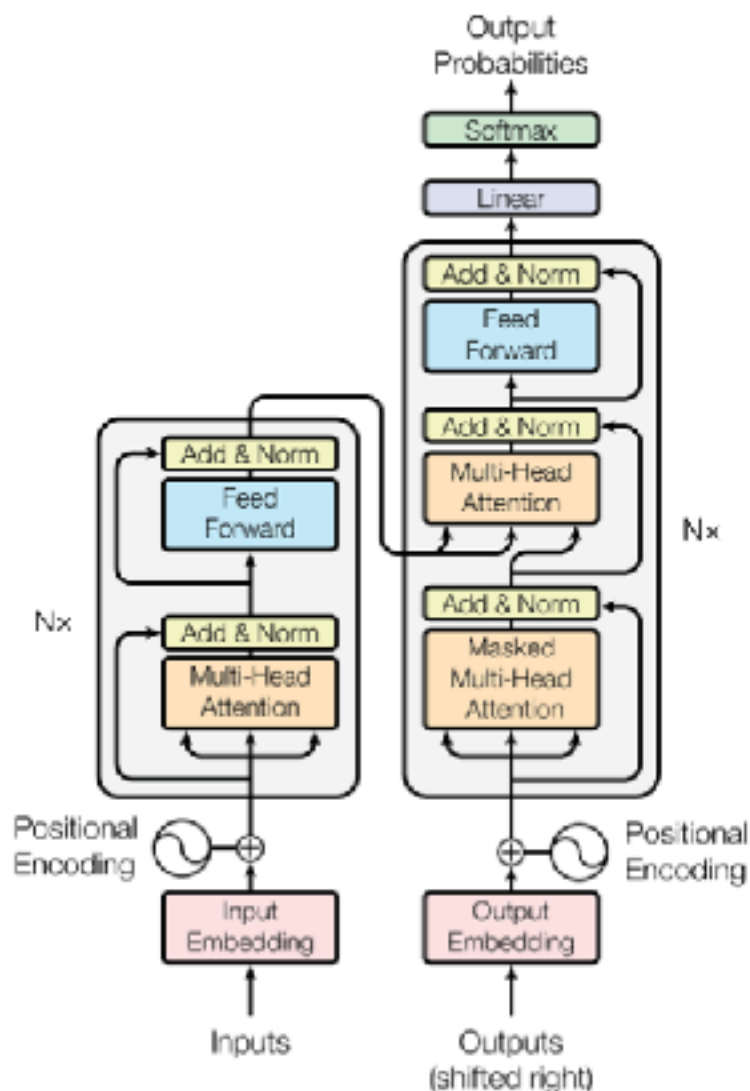 Output
Probabilities
Softmax
Linear
Add & Norm
Feed
Forward
Add & Norm
Multi-Head
Attention
Nx
Add & Norm
Masked
Multi-Head
Attention
Add & Norm
Feed
Forward
Nx
Add & Norm
Multi-Head
Attention
Positional
Encoding
Positional
Encoding
Input
Embedding
Output
Embedding
Inputs
Outputs
(shifted right)